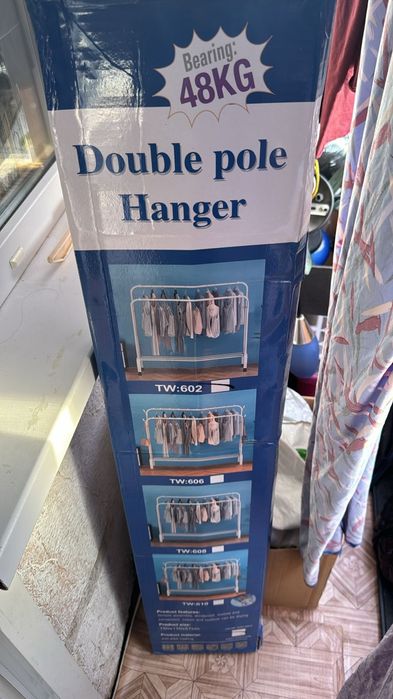 Bearing:
48KG
Double pole
Hanger
TW:602
TW:606
TW:608
TW:610
Product features:
Product size:
Product material: